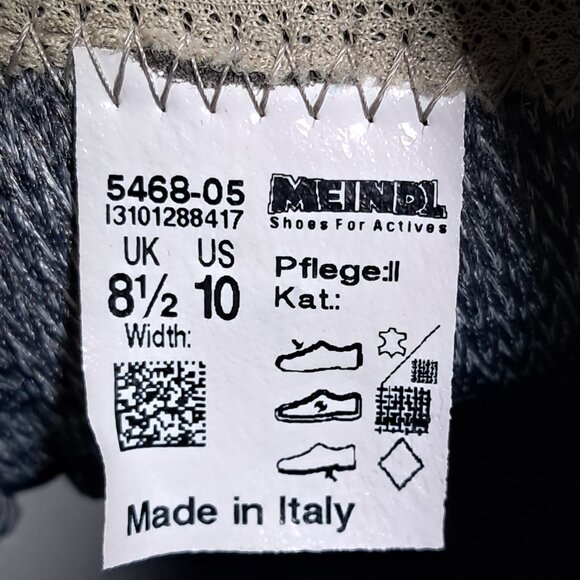 5468-05
I3101288417
MEINDL
Shoes For Actives
UK US
8½ 10
Width:
Pflege:II
Kat.:
Made in Italy